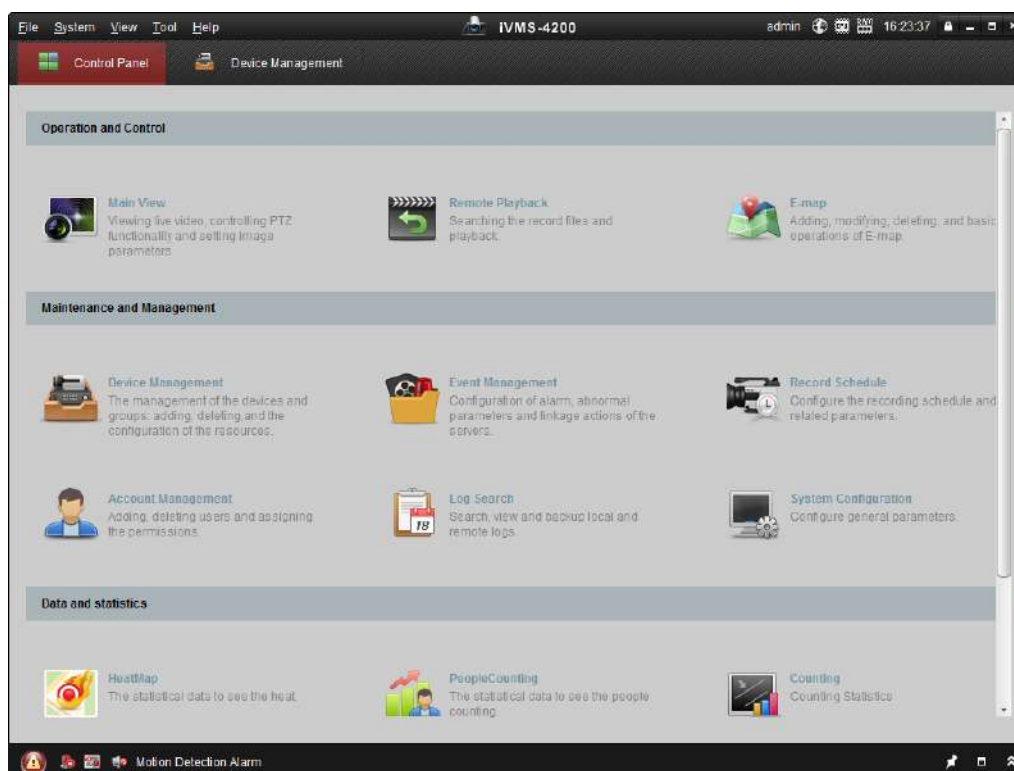 File System View Tool Help iVMS-4200 admin 16:23:37
Control Panel Device Management
Operation and Control
Main View
Viewing live video, controlling PTZ
functionality and setting image
parameters
Remote Playback
Searching the record files and
playback.
E-map
Adding, modifying, deleting, and basic
operations of E-map.
Maintenance and Management
Device Management
The management of the devices and
groups: adding, deleting and the
configuration of the resources.
Event Management
Configuration of alarm, abnormal
parameters and linkage actions of the
servers.
Record Schedule
Configure the recording schedule and
related parameters.
Account Management
Adding, deleting users and assigning
the permissions.
Log Search
Search, view and backup local and
remote logs.
18
System Configuration
Configure general parameters.
Data and statistics
HeatMap
The statistical data to see the heat.
PeopleCounting
The statistical data to see the people
counting.
Counting
Counting Statistics
Motion Detection Alarm